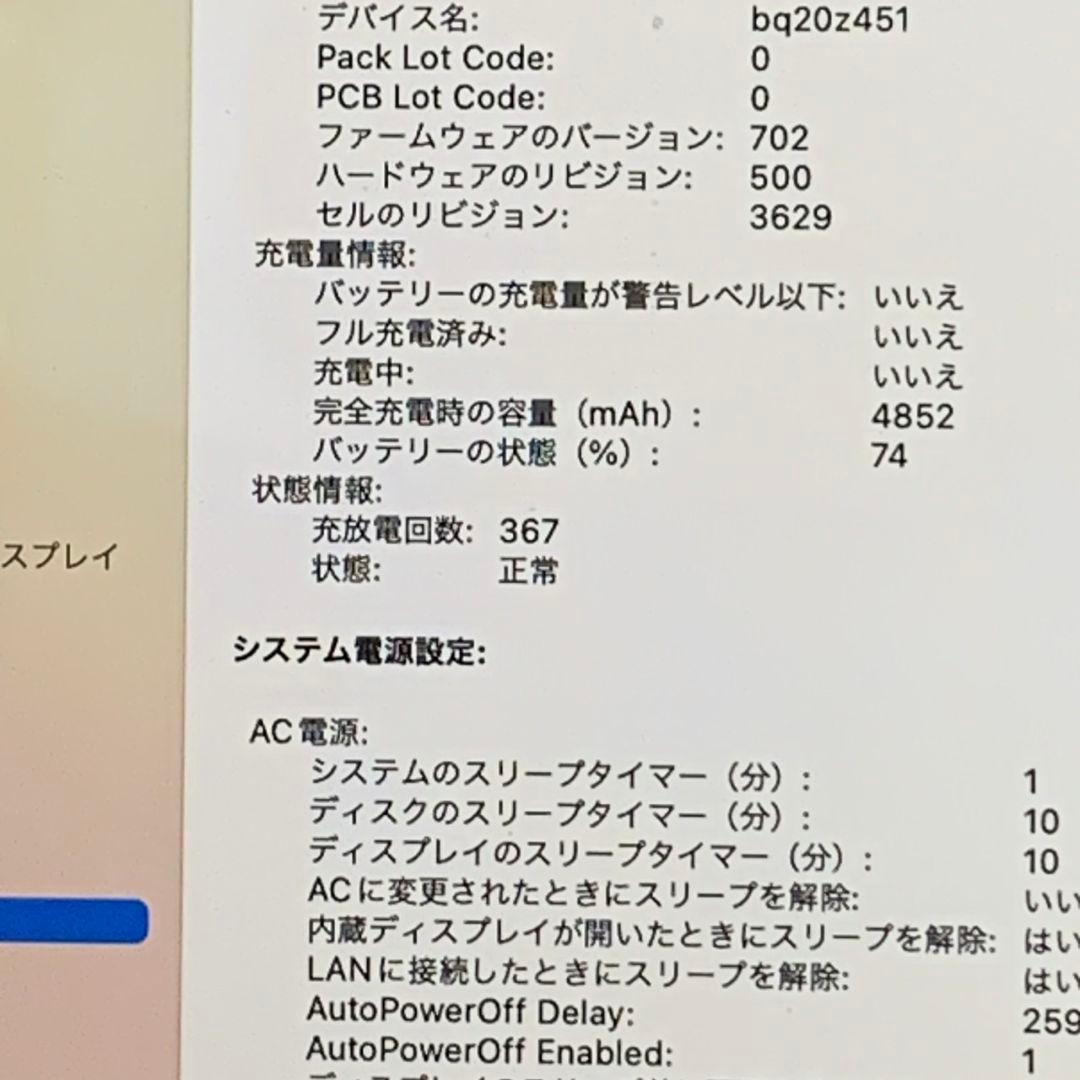 デバイス名: bq20z451
Pack Lot Code: 0
PCB Lot Code: 0
ファームウェアのバージョン: 702
ハードウェアのリビジョン: 500
セルのリビジョン: 3629
充電量情報:
バッテリーの充電量が警告レベル以下: いいえ
フル充電済み: いいえ
充電中: いいえ
完全充電時の容量（mAh）: 4852
バッテリーの状態（%）: 74
状態情報:
充放電回数: 367
スプレイ
状態: 正常
システム電源設定:
AC電源:
システムのスリープタイマー（分）: 1
ディスクのスリープタイマー（分）: 10
ディスプレイのスリープタイマー（分）: 10
ACに変更されたときにスリープを解除: いい
内蔵ディスプレイが開いたときにスリープを解除: はい
LANに接続したときにスリープを解除: はい
AutoPowerOff Delay: 259
AutoPowerOff Enabled: 1